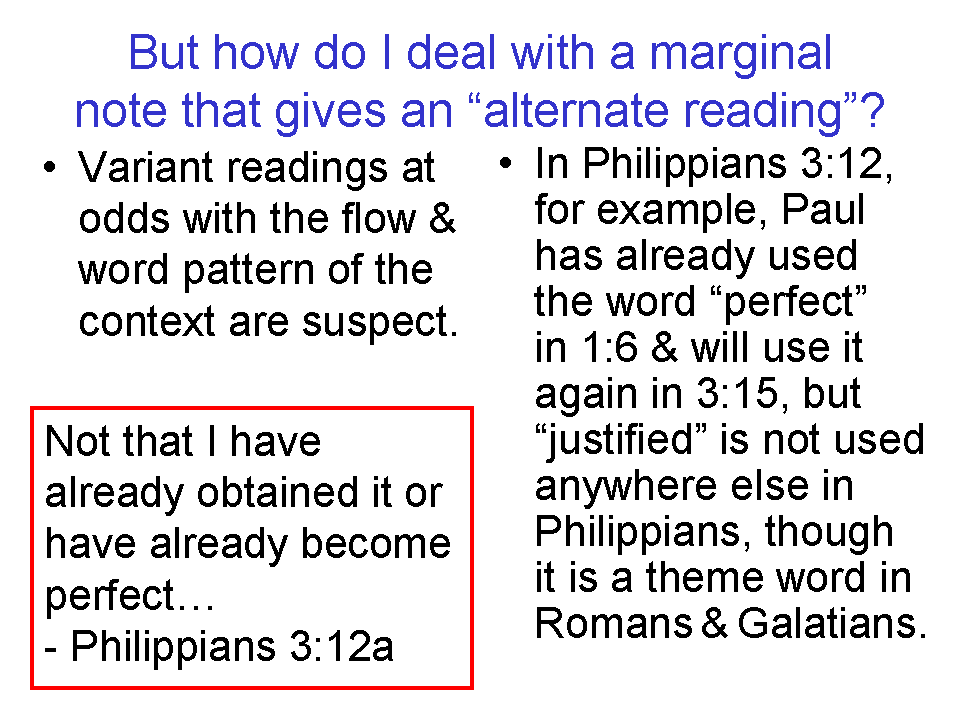 But how do I deal with a marginal
note that gives an “alternate reading”?
• Variant readings at
odds with the flow &
word pattern of the
context are suspect.
Not that I have
already obtained it or
have already become
perfect…
- Philippians 3:12a
• In Philippians 3:12,
for example, Paul
has already used
the word “perfect”
in 1:6 & will use it
again in 3:15, but
“justified” is not used
anywhere else in
Philippians, though
it is a theme word in
Romans & Galatians.